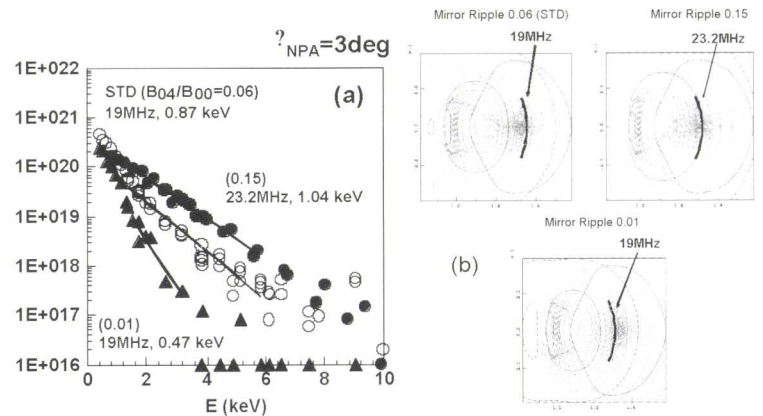 ?NPA=3deg
1E+022
1E+021
1E+020
1E+019
1E+018
1E+017
1E+016
STD (B04/B00=0.06)
19MHz, 0.87 keV
(a)
(0.15)
23.2MHz, 1.04 keV
(0.01)
19MHz, 0.47 keV
0 2 4 6 8 10
E (keV)
Mirror Ripple 0.06 (STD)
19MHz
Mirror Ripple 0.15
23.2MHz
Mirror Ripple 0.01
19MHz
(b)